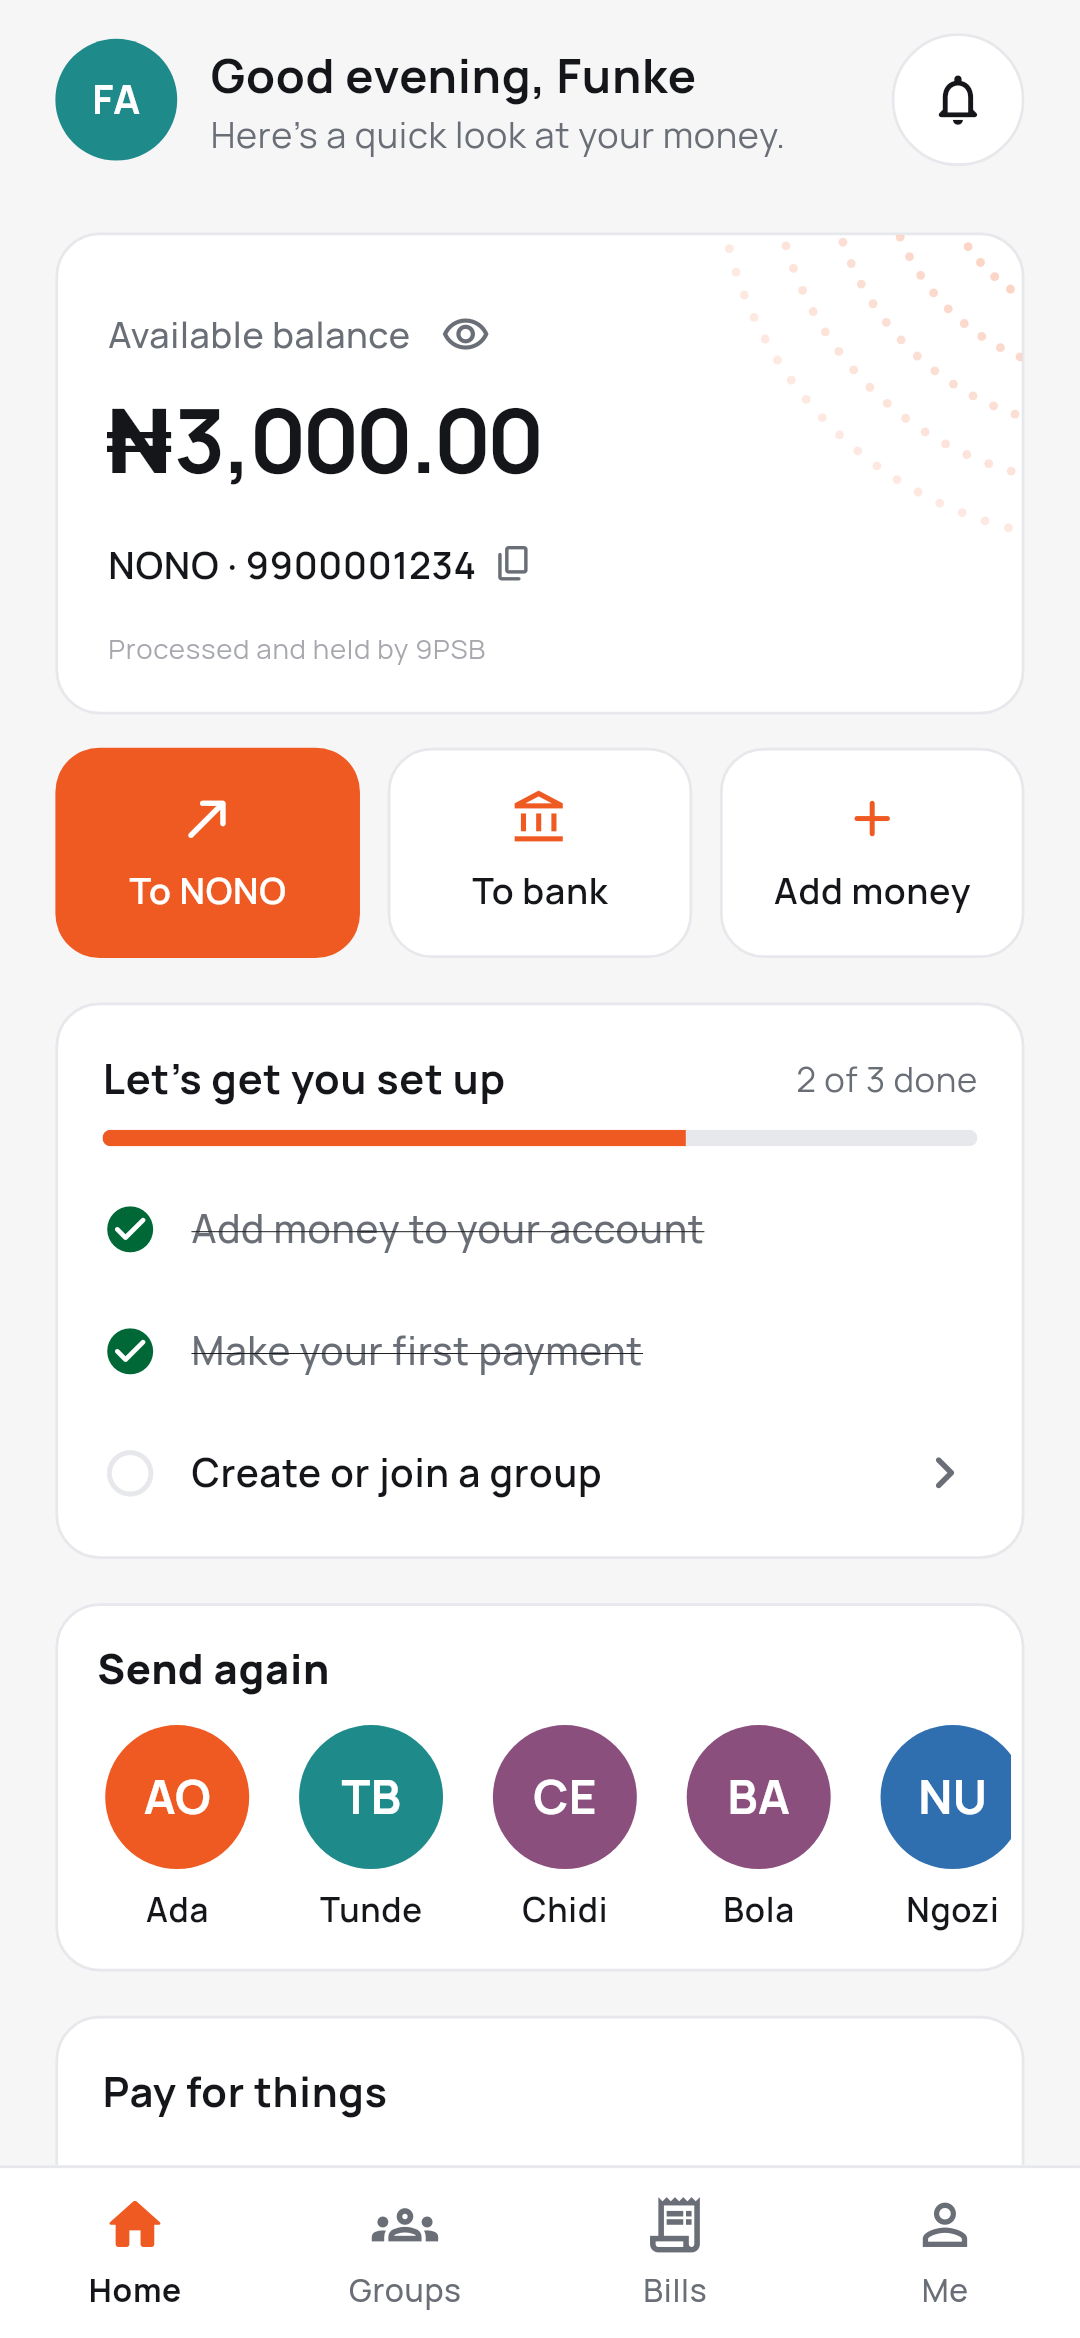 FA
Good evening, Funke
Here’s a quick look at your money.
Available balance
₦3,000.00
NONO · 9900001234
Processed and held by 9PSB
To NONO
To bank
Add money
Let’s get you set up
2 of 3 done
Add money to your account
Make your first payment
Create or join a group
Send again
AO
TB
CE
BA
NU
Ada
Tunde
Chidi
Bola
Ngozi
Pay for things
Home
Groups
Bills
Me